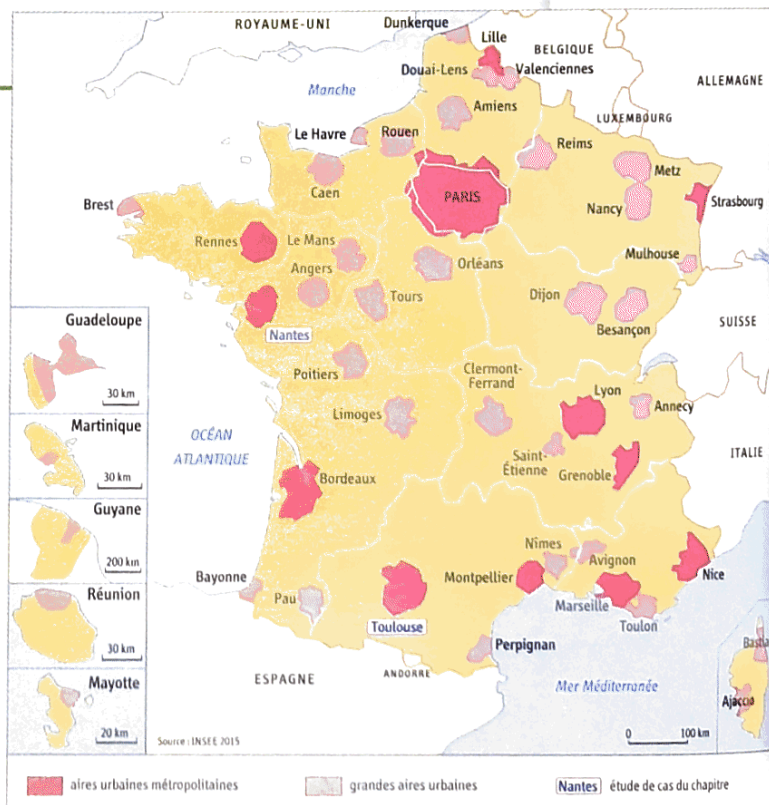 ROYAUME-UNI
Dunkerque
Lille
BELGIQUE
Douai-Lens
Valenciennes
ALLEMAGNE
Manche
Amiens
LUXEMBOURG
Le Havre
Rouen
Reims
Metz
Caen
Brest
PARIS
Strasbourg
Nancy
Rennes
Le Mans
Mulhouse
Angers
Orléans
Tours
Dijon
Besançon
SUISSE
Nantes
Guadeloupe
30 km
Poitiers
Clermont-
Ferrand
Lyon
Annecy
Limoges
Martinique
30 km
OCÉAN
ATLANTIQUE
Saint-
Étienne
Grenoble
ITALIE
Bordeaux
Guyane
200 km
Nîmes
Avignon
Bayonne
Montpellier
Nice
Pau
Marseille
Toulon
Toulouse
Réunion
30 km
Perpignan
Bastia
ESPAGNE
ANDORRE
Mer Méditerranée
Ajaccio
Mayotte
20 km
Source : INSEE 2015
0 100 km
aires urbaines métropolitaines
grandes aires urbaines
Nantes étude de cas du chapitre